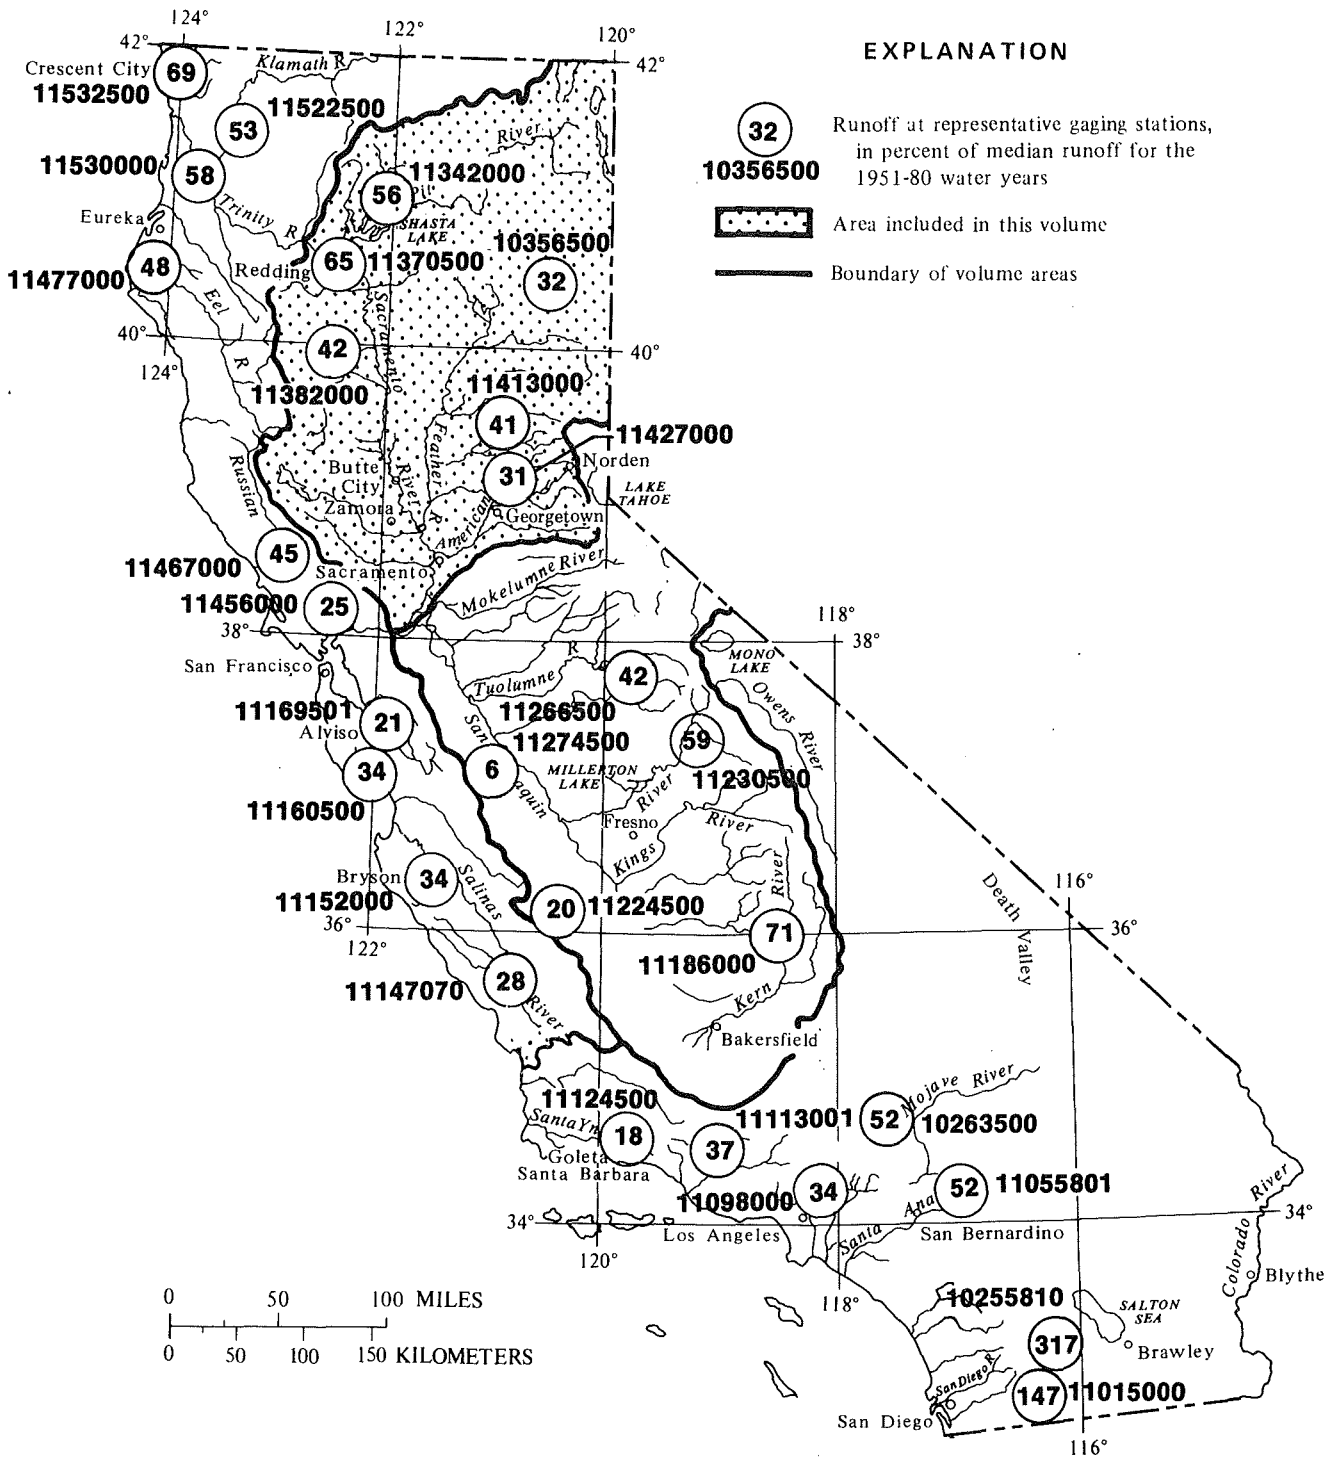 124°
122°
120°
42°
42°
EXPLANATION
Crescent City
69
11532500
Klamath R
11522500
53
32
10356500
Runoff at representative gaging stations,
in percent of median runoff for the
1951-80 water years
Area included in this volume
Boundary of volume areas
River
11530000
58
11342000
56
Pit
Trinity R
Eureka
SHASTA
LAKE
10356500
48
11477000
Redding
65
11370500
32
Eel
R
Sacramento
River
40°
40°
124°
42
11382000
11413000
41
11427000
Feather R
Norden
31
Butte
City
LAKE
TAHOE
Russian
Zamora
American
Georgetown
45
11467000
Sacramento
Mokelumne River
11456000
25
118°
38°
38°
San Francisco
MONO
LAKE
R
42
Tuolumne
Owens River
11169501
21
11266500
Alviso
San
11274500
59
34
6
MILLERTON
LAKE
11230500
11160500
aquin
River
Fresno
River
Kings
River
Bryson
34
Salinas
11152000
20
11224500
116°
Death Valley
36°
36°
122°
71
11186000
11147070
28
River
Kern
Bakersfield
Mojave River
11124500
11113001
52
10263500
Santa Yn
18
37
Goleta
Santa Barbara
11098000
34
52
11055801
Ana
Santa
34°
34°
Los Angeles
San Bernardino
Colorado River
120°
118°
Blythe
0 50 100 MILES
0 50 100 150 KILOMETERS
10255810
SALTON
SEA
317
Brawley
San Diego R
147
11015000
San Diego
116°